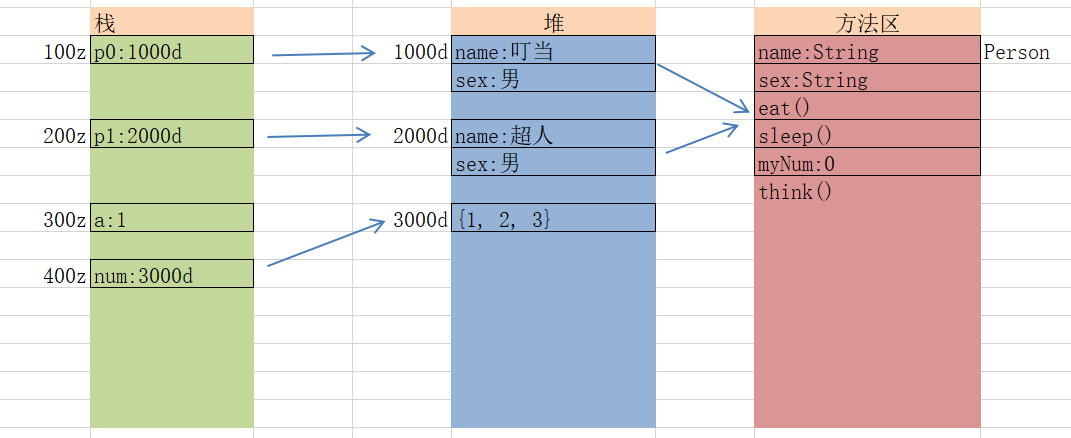 栈 堆 方法区
100z p0:1000d 1000d name:叮当 name:String Person
sex:男 sex:String
eat()
200z p1:2000d 2000d name:超人 sleep()
sex:男 myNum:0
think()
300z a:1 3000d {1, 2, 3}
400z num:3000d